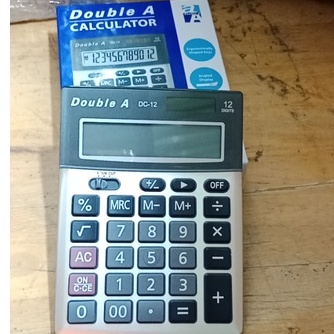 Double A
CALCULATOR
123456789012
Double A DC-12 12
DIGITS
+/- ▶ OFF
% MRC M− M+ ÷
√ 7 8 9 ×
AC 4 5 6 −
ON
C·CE 1 2 3 +
0 00 · =